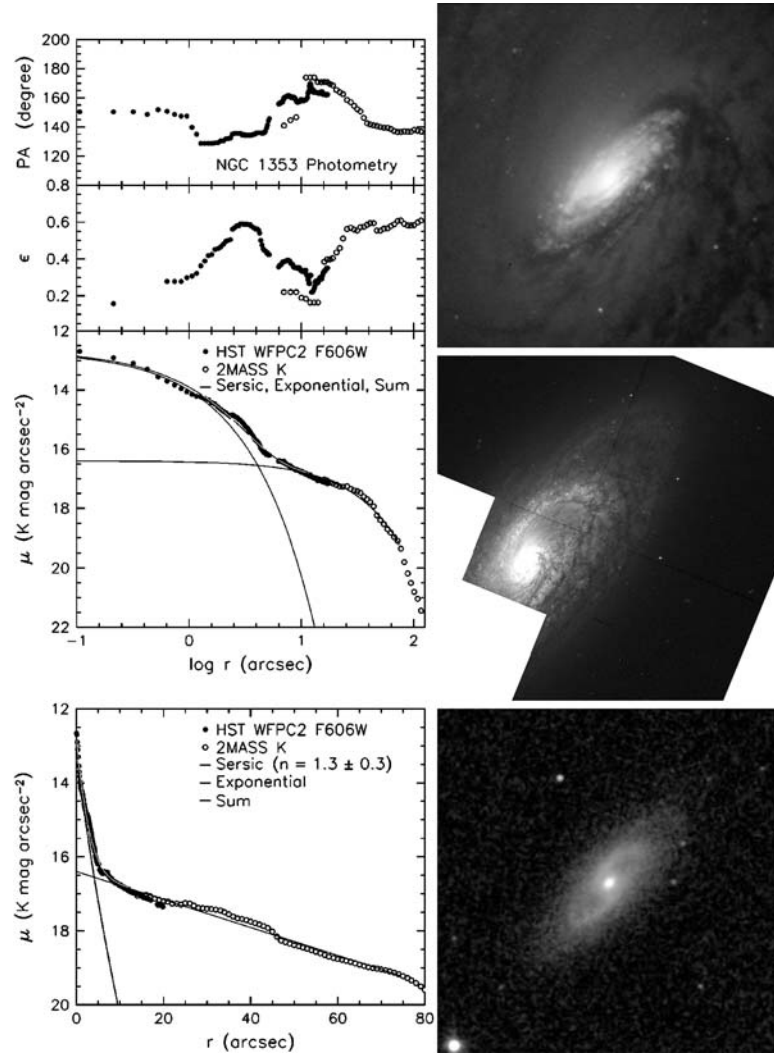 PA (degree)
200
180
160
140
120
NGC 1353 Photometry
ε
0.8
0.6
0.4
0.2
μ (K mag arcsec−2)
12
14
16
18
20
22
• HST WFPC2 F606W
○ 2MASS K
— Sersic, Exponential, Sum
−1 0 1 2
log r (arcsec)
μ (K mag arcsec−2)
12
14
16
18
20
• HST WFPC2 F606W
○ 2MASS K
— Sersic (n = 1.3 ± 0.3)
— Exponential
— Sum
0 20 40 60 80
r (arcsec)